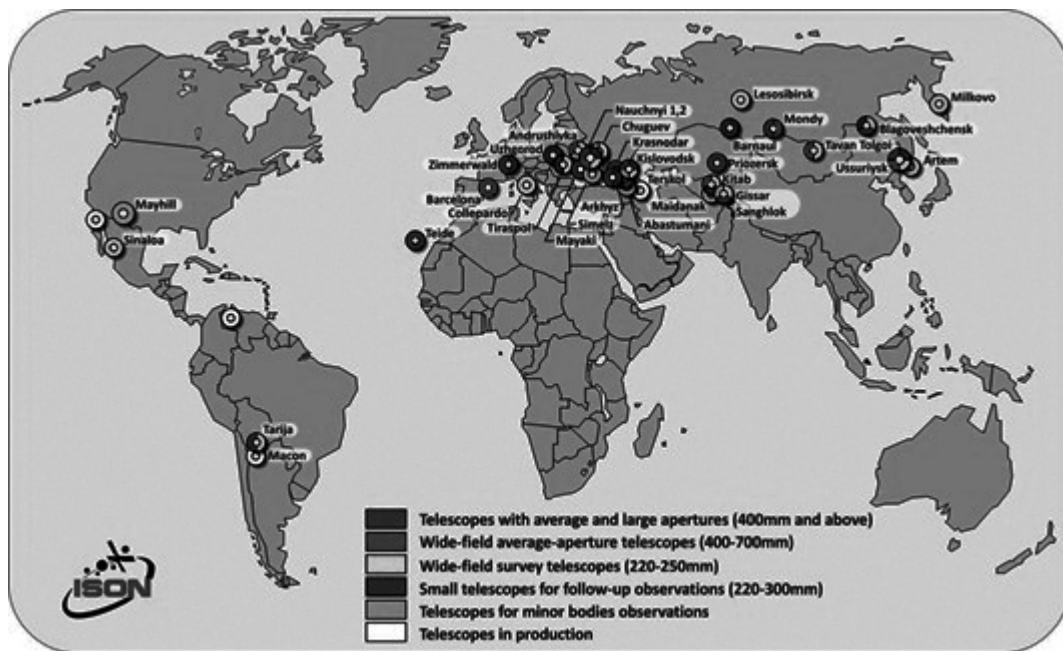 Lesosibirsk
Milkovo
Nauchnyi 1,2
Mondy
Chuguev
Andrushivka
Blagoveshchensk
Krasnodar
Barnaul
Tavan Tolgoi
Uzhgorod
Kislovodsk
Zimmerwald
Priozersk
Artem
Terskol
Kitab
Ussuriysk
Barcelona
Gissar
Maidanak
Mayhill
Collepardo
Arkhyz
Sanghlok
Tiraspol
Simeiz
Abastumani
Teide
Mayaki
Sinaloa
Tarija
Macon
Telescopes with average and large apertures (400mm and above)
Wide-field average-aperture telescopes (400-700mm)
Wide-field survey telescopes (220-250mm)
Small telescopes for follow-up observations (220-300mm)
Telescopes for minor bodies observations
Telescopes in production
ISON